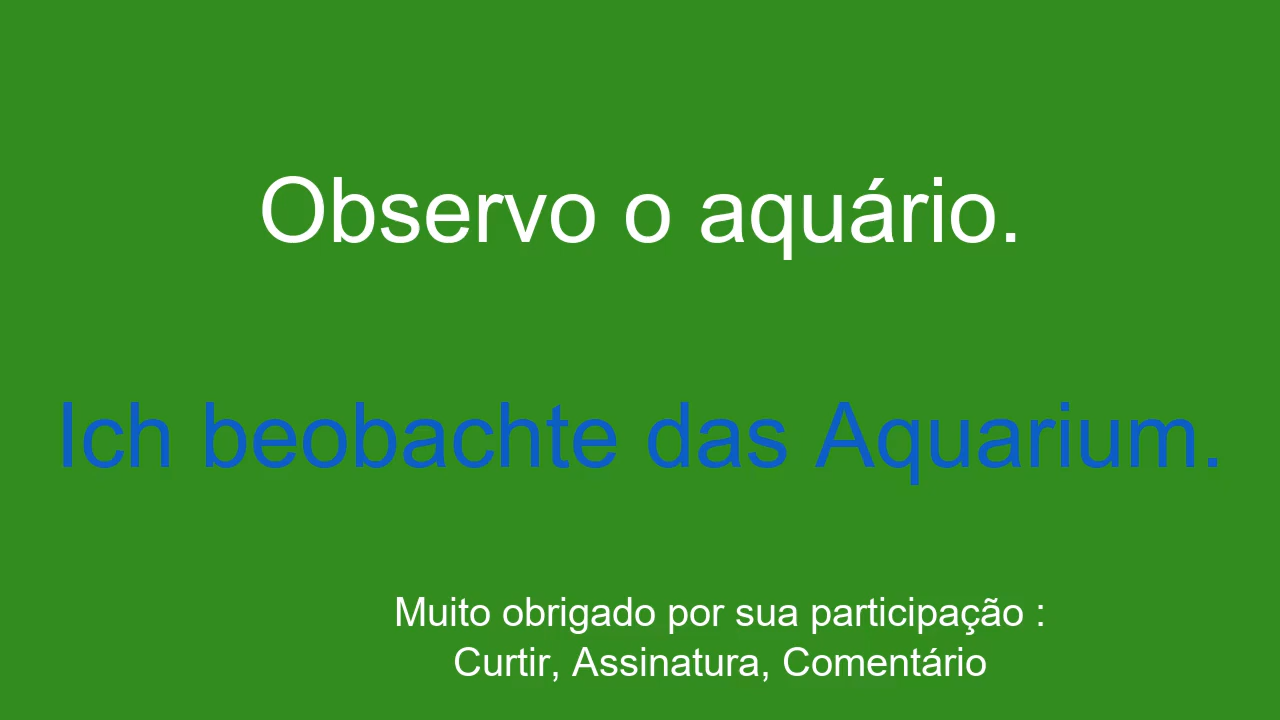 Observo o aquário.
Ich beobachte das Aquarium.
Muito obrigado por sua participação :
Curtir, Assinatura, Comentário